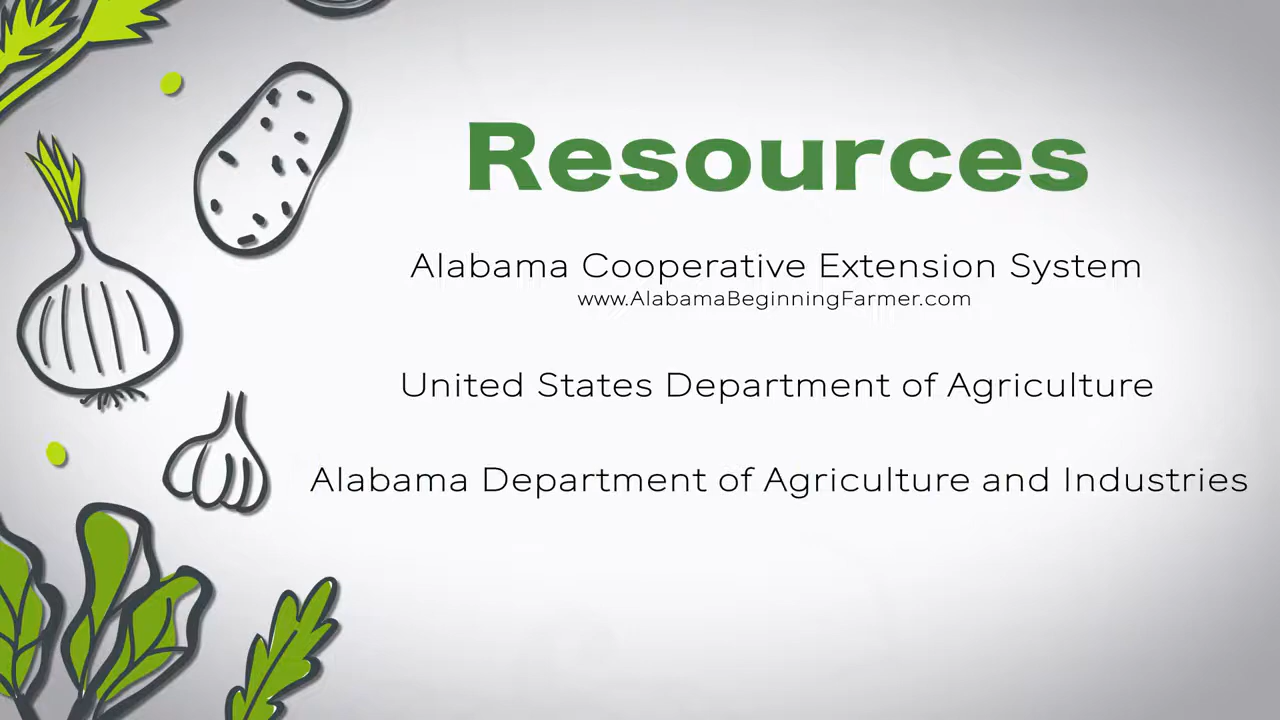 Resources
Alabama Cooperative Extension System
www.AlabamaBeginningFarmer.com
United States Department of Agriculture
Alabama Department of Agriculture and Industries